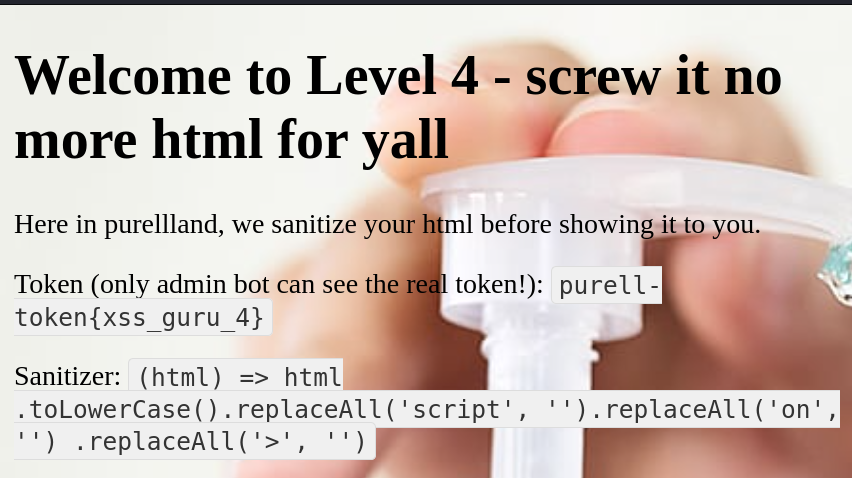 Welcome to Level 4 - screw it no
more html for yall
Here in purellland, we sanitize your html before showing it to you.
Token (only admin bot can see the real token!): purell-
token{xss_guru_4}
Sanitizer: (html) => html
.toLowerCase().replaceAll('script', '').replaceAll('on',
'') .replaceAll('>', '')